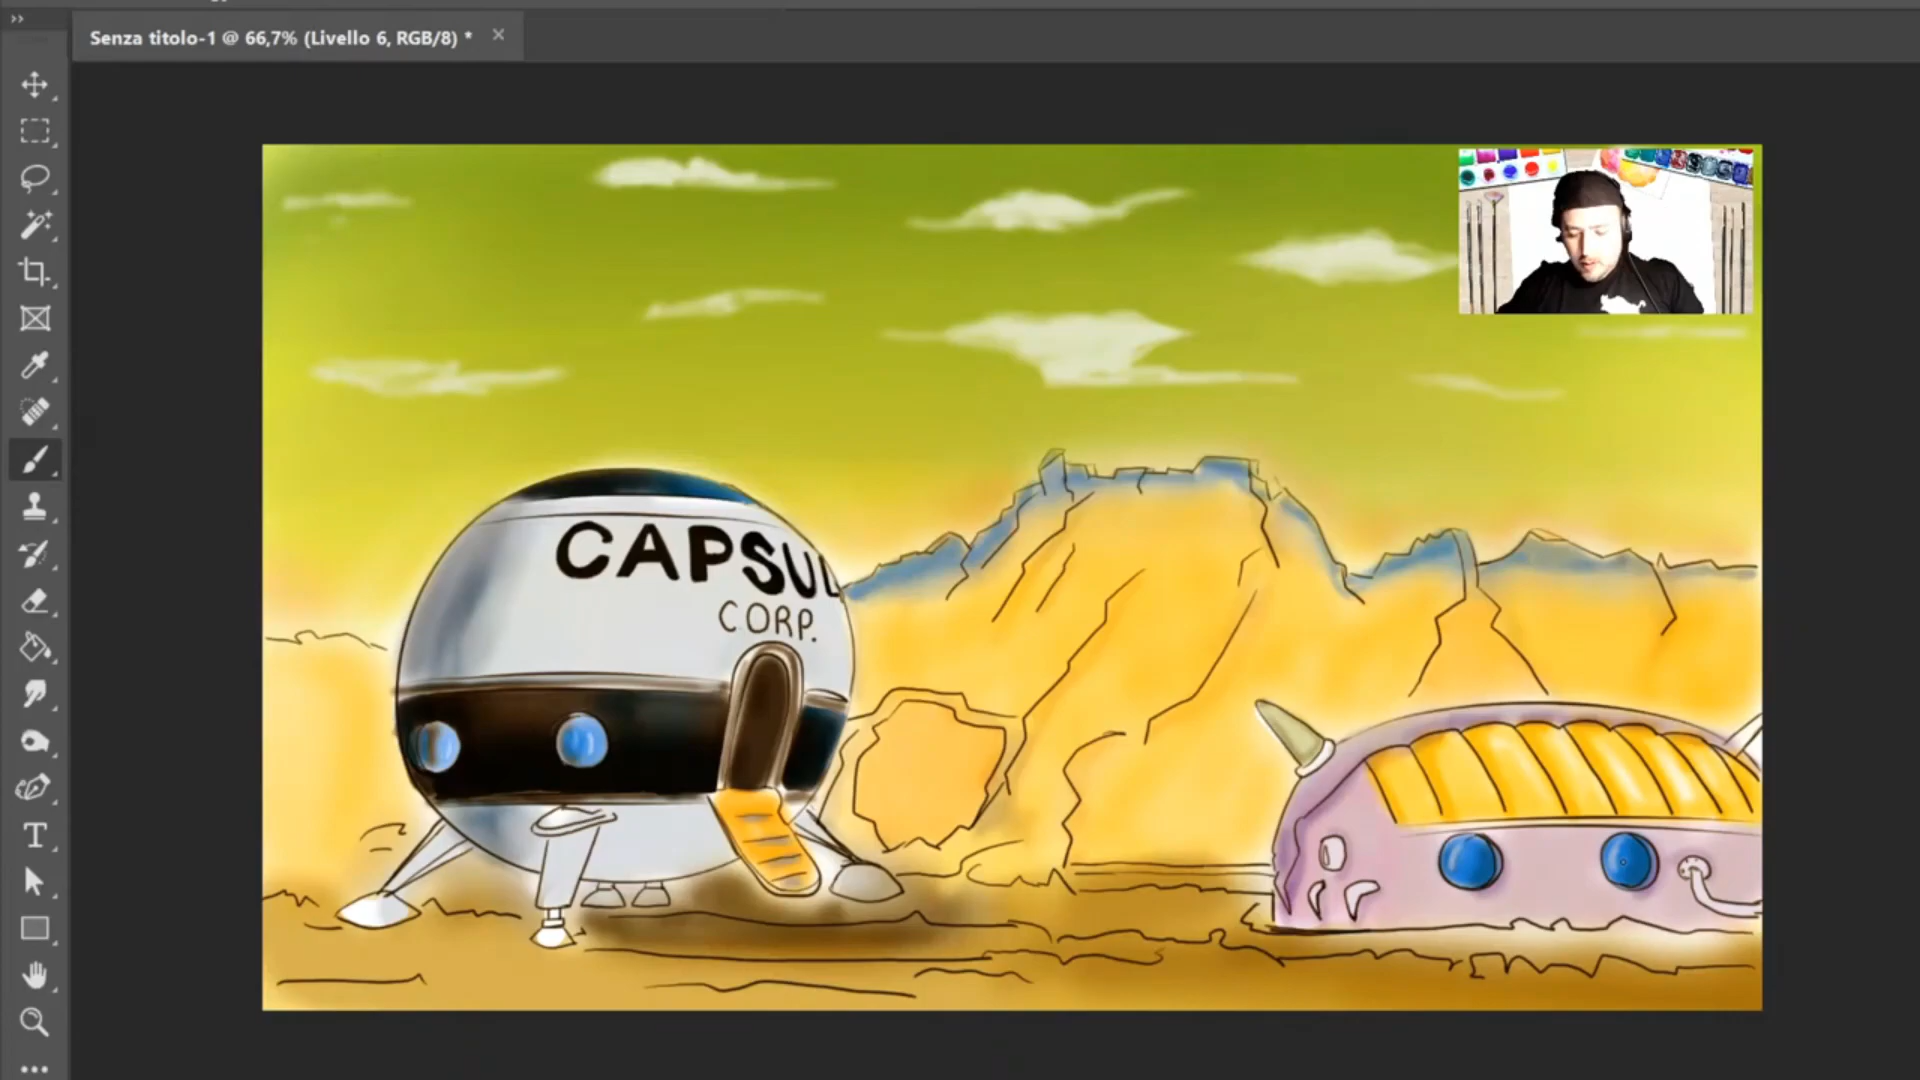 Senza titolo-1 @ 66,7% (Livello 6, RGB/8) *
CAPSUL
CORP.